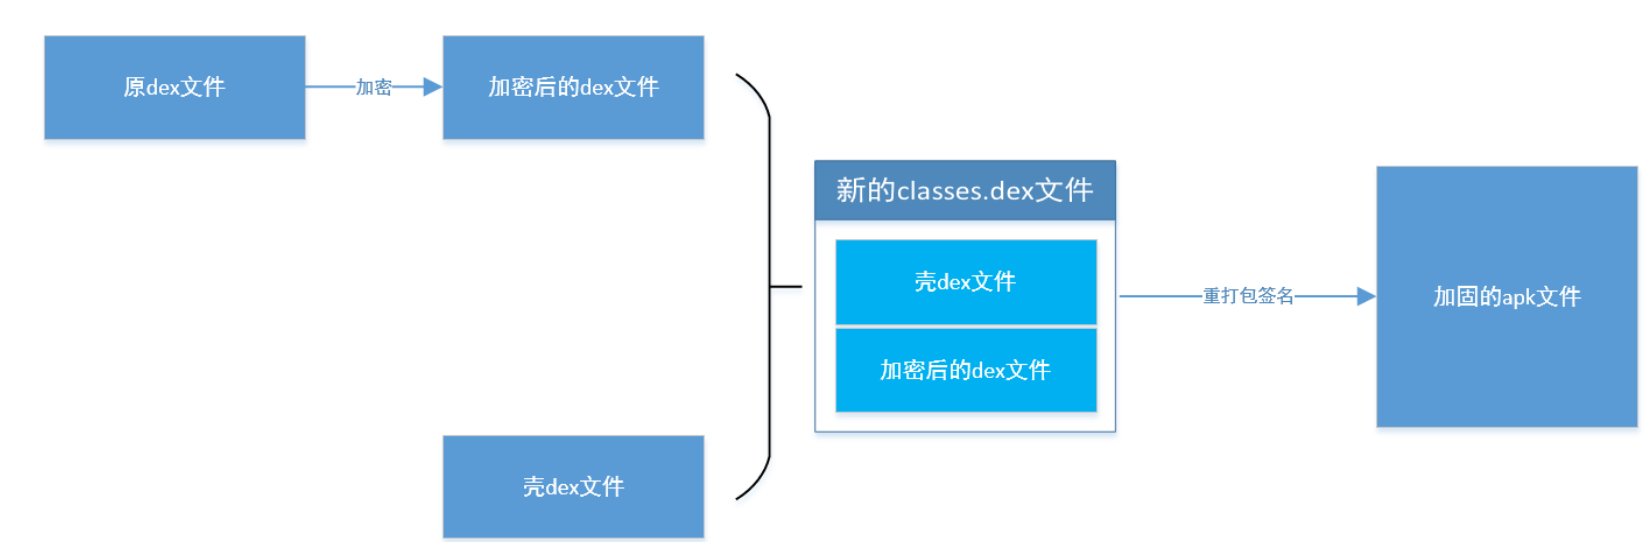 原dex文件
加密
加密后的dex文件
新的classes.dex文件
壳dex文件
加密后的dex文件
重打包签名
加固的apk文件
壳dex文件